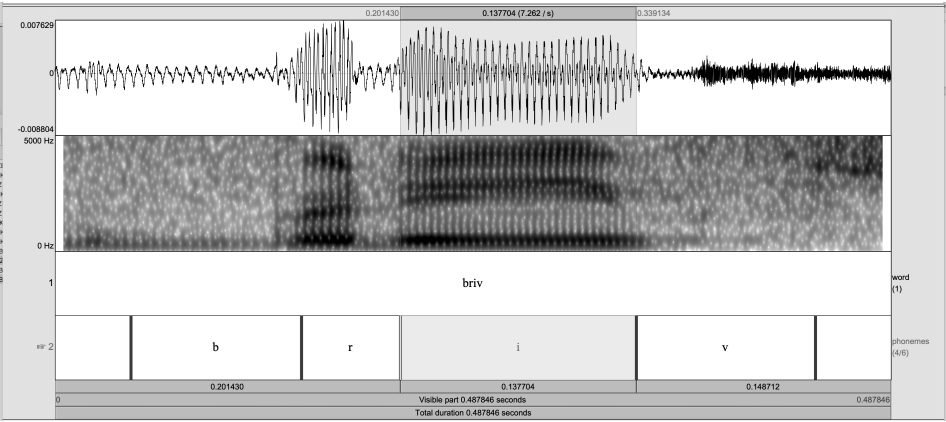 0.201430 0.137704 (7.262 / s) 0.339134
0.007629
0
-0.008804
5000 Hz
0 Hz
1 briv word
(1)
☞ 2 b r i v phonemes
(4/6)
0.201430 0.137704 0.148712
0 Visible part 0.487846 seconds 0.487846
Total duration 0.487846 seconds